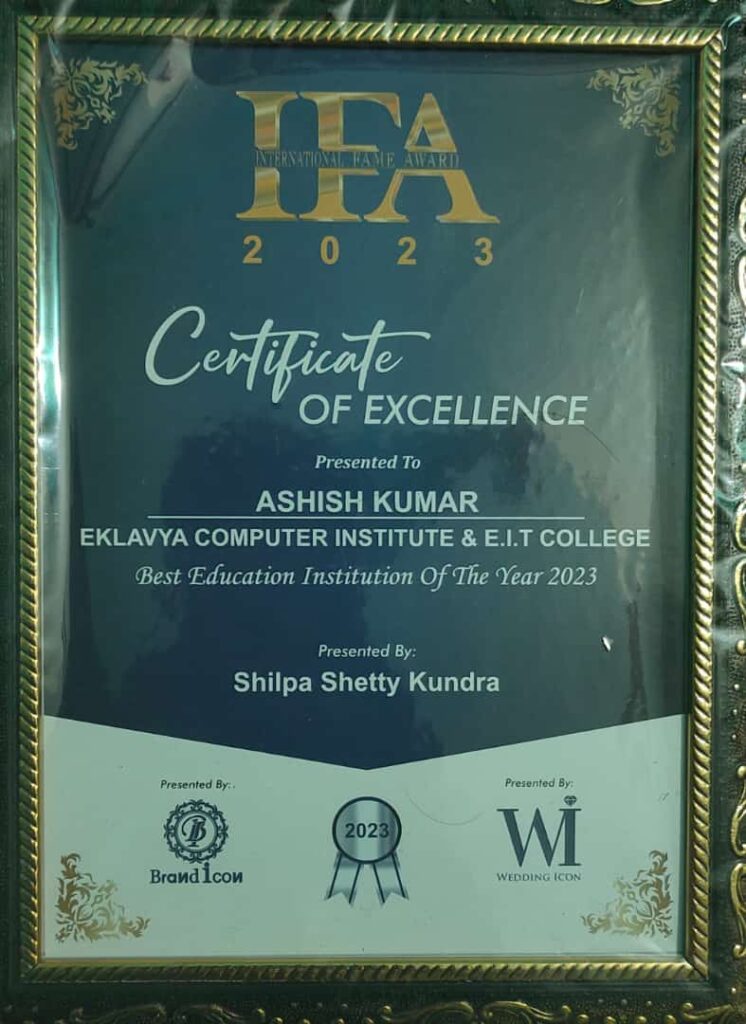 IFA
INTERNATIONAL FAME AWARD
2023
Certificate
OF EXCELLENCE
Presented To
ASHISH KUMAR
EKLAVYA COMPUTER INSTITUTE & E.I.T COLLEGE
Best Education Institution Of The Year 2023
Presented By:
Shilpa Shetty Kundra
Presented By:.
Brand icon
2023
Presented By:
WI
WEDDING ICON